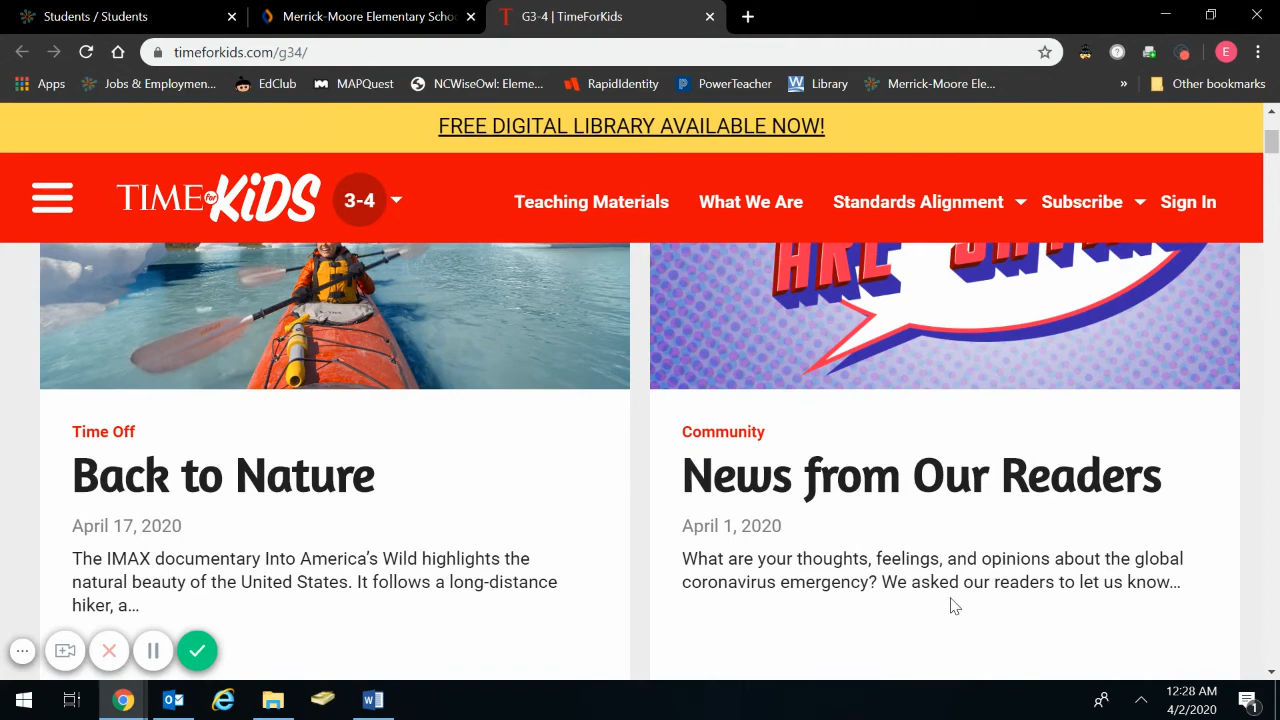 Students / Students
Merrick-Moore Elementary Scho
G3-4 | TimeForKids
timeforkids.com/g34/
E
Apps
Jobs & Employmen...
EdClub
MAPQuest
NCWiseOwl: Eleme...
RapidIdentity
PowerTeacher
Library
Merrick-Moore Ele...
»
Other bookmarks
FREE DIGITAL LIBRARY AVAILABLE NOW!
TIME for KiDS
3-4
Teaching Materials
What We Are
Standards Alignment
Subscribe
Sign In
ARE
Time Off
Back to Nature
April 17, 2020
The IMAX documentary Into America’s Wild highlights the
natural beauty of the United States. It follows a long-distance
hiker, a...
Community
News from Our Readers
April 1, 2020
What are your thoughts, feelings, and opinions about the global
coronavirus emergency? We asked our readers to let us know...
12:28 AM
4/2/2020
1